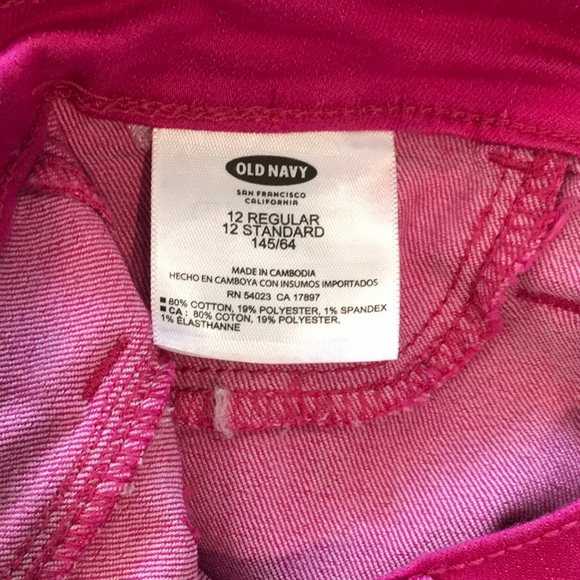 OLD NAVY
SAN FRANCISCO
CALIFORNIA
12 REGULAR
12 STANDARD
145/64
MADE IN CAMBODIA
HECHO EN CAMBOYA CON INSUMOS IMPORTADOS
RN 54023 CA 17897
■ 80% COTTON, 19% POLYESTER, 1% SPANDEX
■ CA : 80% COTON, 19% POLYESTER,
1% ÉLASTHANNE